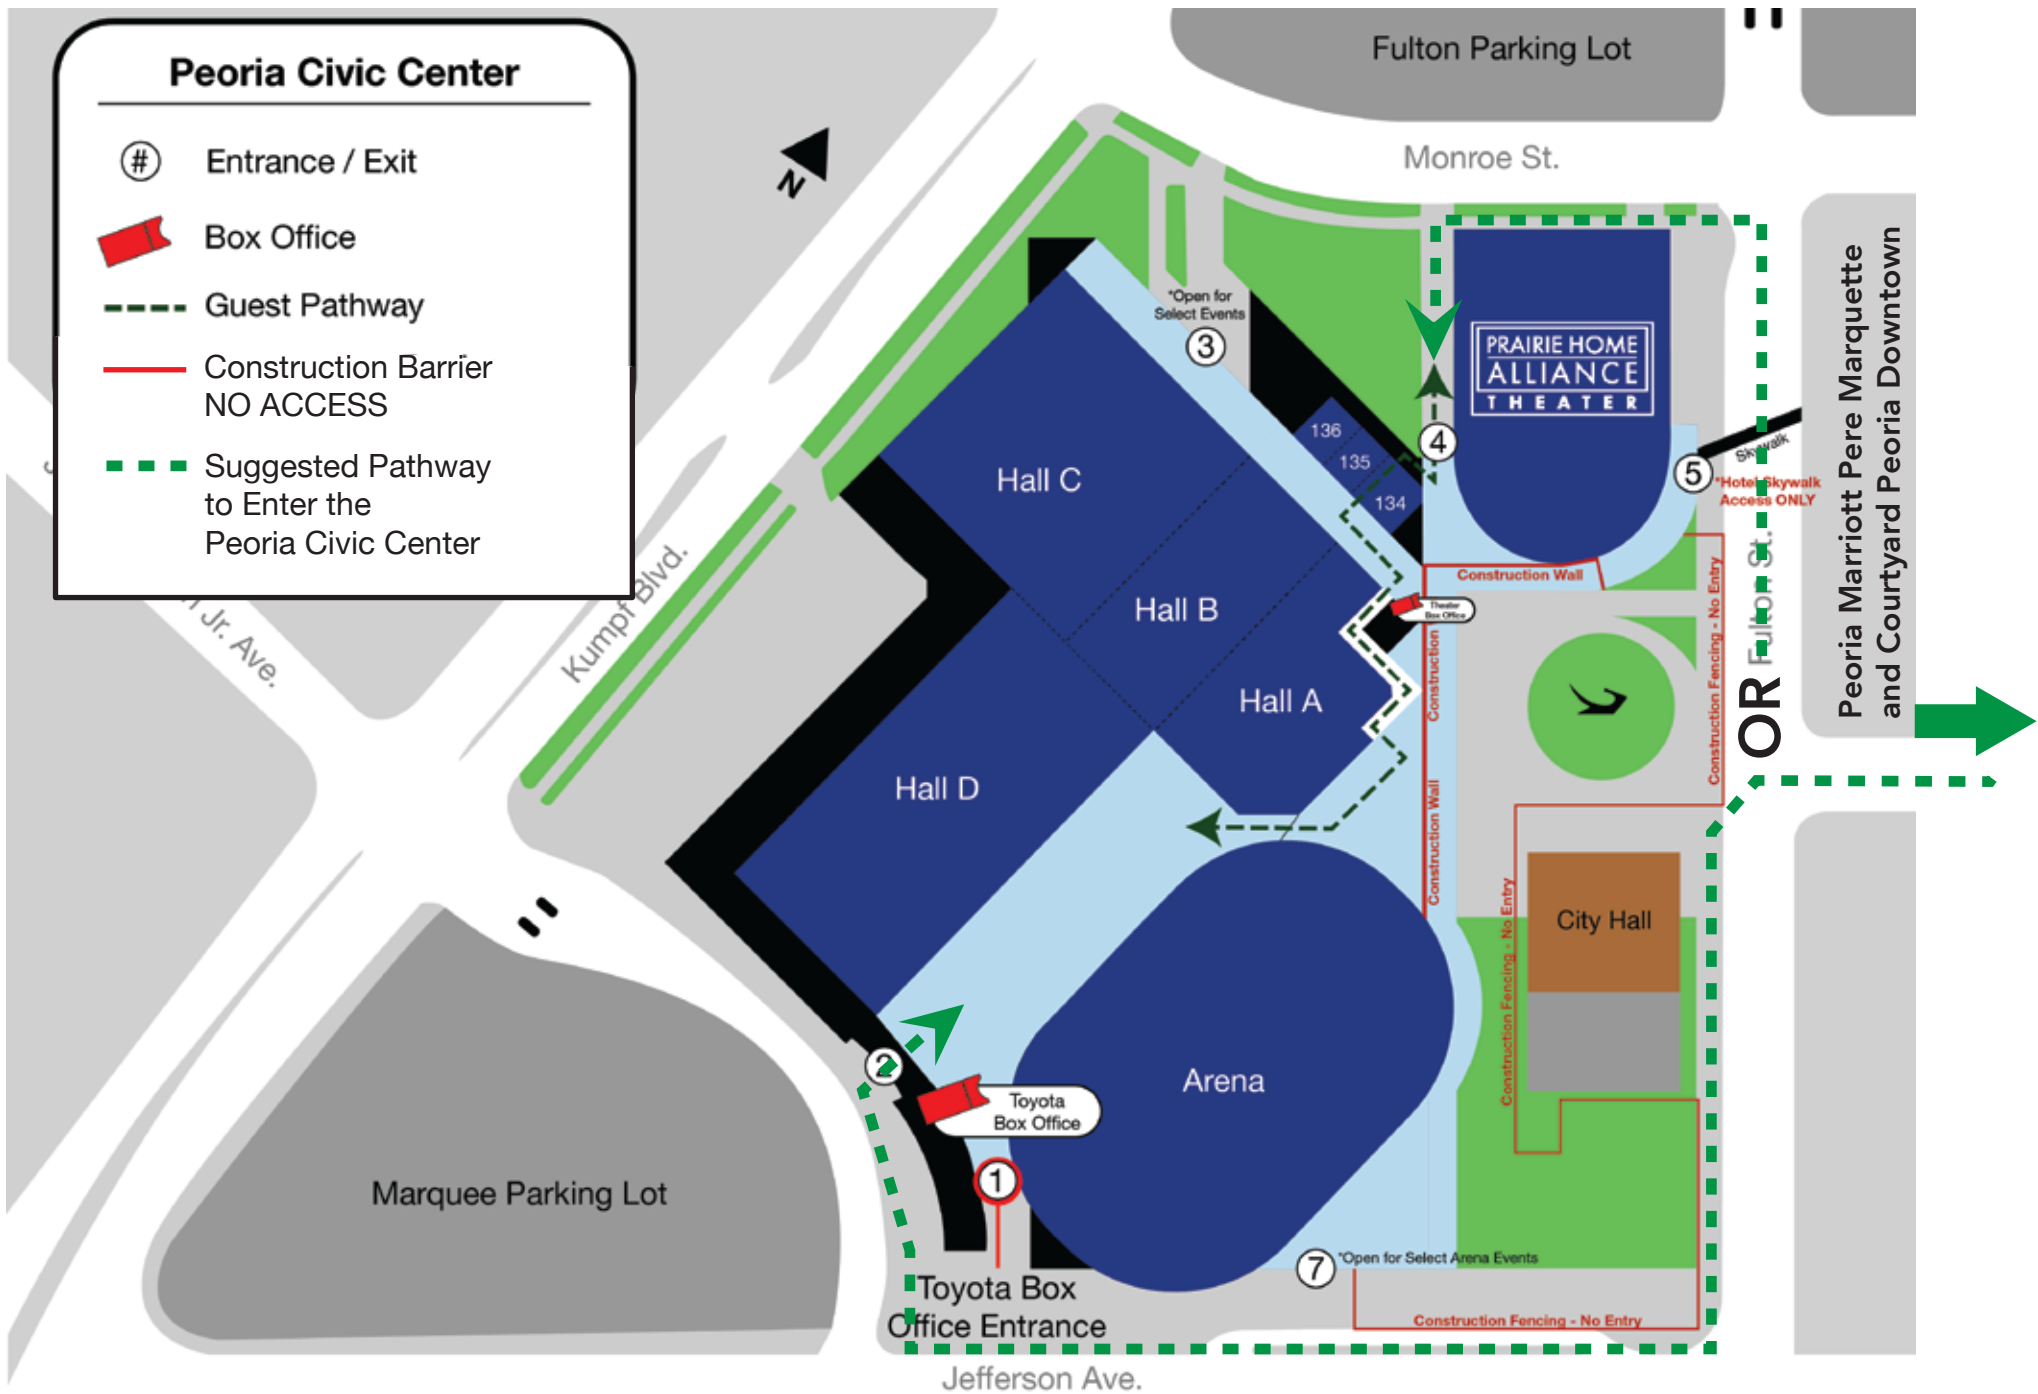 Peoria Civic Center
#
Entrance / Exit
Box Office
Guest Pathway
Construction Barrier
NO ACCESS
Suggested Pathway
to Enter the
Peoria Civic Center
N
Fulton Parking Lot
Monroe St.
*Open for
Select Events
3
PRAIRIE HOME
ALLIANCE
THEATER
136
135
134
4
5
Skywalk
*Hotel Skywalk
Access ONLY
Peoria Marriott Pere Marquette
and Courtyard Peoria Downtown
Fulton St.
OR
Hall C
Hall B
Hall A
Hall D
Construction Wall
Theater
Box Office
Construction
Construction Wall
Construction Fencing - No Entry
Construction Fencing - No Entry
City Hall
Kumpf Blvd.
Jr. Ave.
Arena
2
Toyota
Box Office
1
Marquee Parking Lot
7
*Open for Select Arena Events
Toyota Box
Office Entrance
Construction Fencing - No Entry
Jefferson Ave.